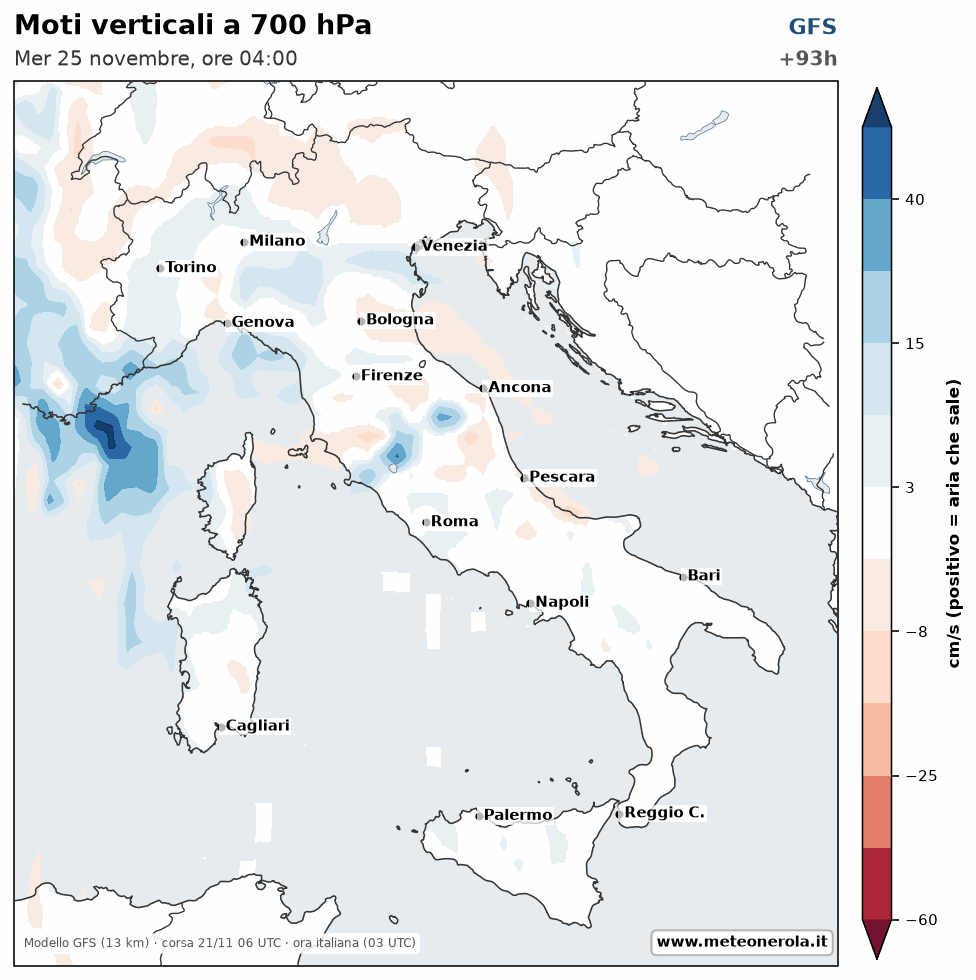 Moti verticali a 700 hPa
GFS
Mer 25 novembre, ore 04:00
+93h
40
15
3
−8
−25
−60
cm/s (positivo = aria che sale)
Milano
Venezia
Torino
Genova
Bologna
Firenze
Ancona
Pescara
Roma
Bari
Napoli
Cagliari
Palermo
Reggio C.
Modello GFS (13 km) · corsa 21/11 06 UTC · ora italiana (03 UTC)
www.meteonerola.it